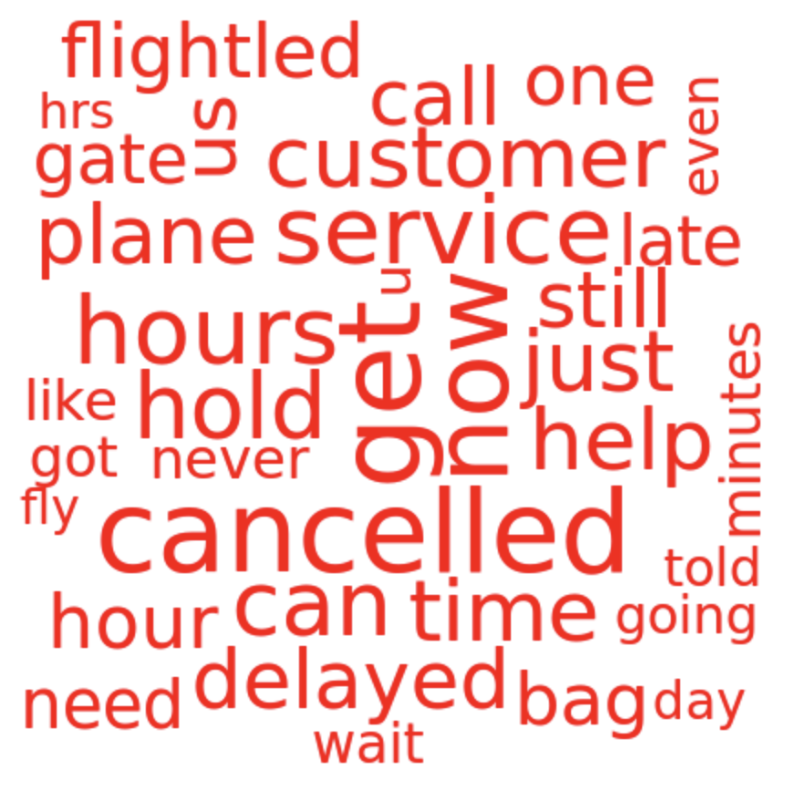 flightled
call one
hrs us even
gate customer
plane service late
u still
hours get now just
minutes
like hold help
got never
fly cancelled
told
hour can time going
need delayed bag day
wait